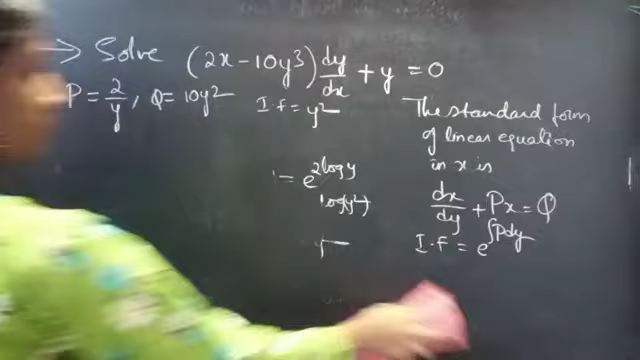 → Solve (2x - 10y³) dy/dx + y = 0
P = 2/y, Q = 10y²
I.f = y²
= e^{2logy}
log(y²)
The standard form
of linear equation
in x is
dx/dy + Px = Q
I.f = e^{∫Pdy}